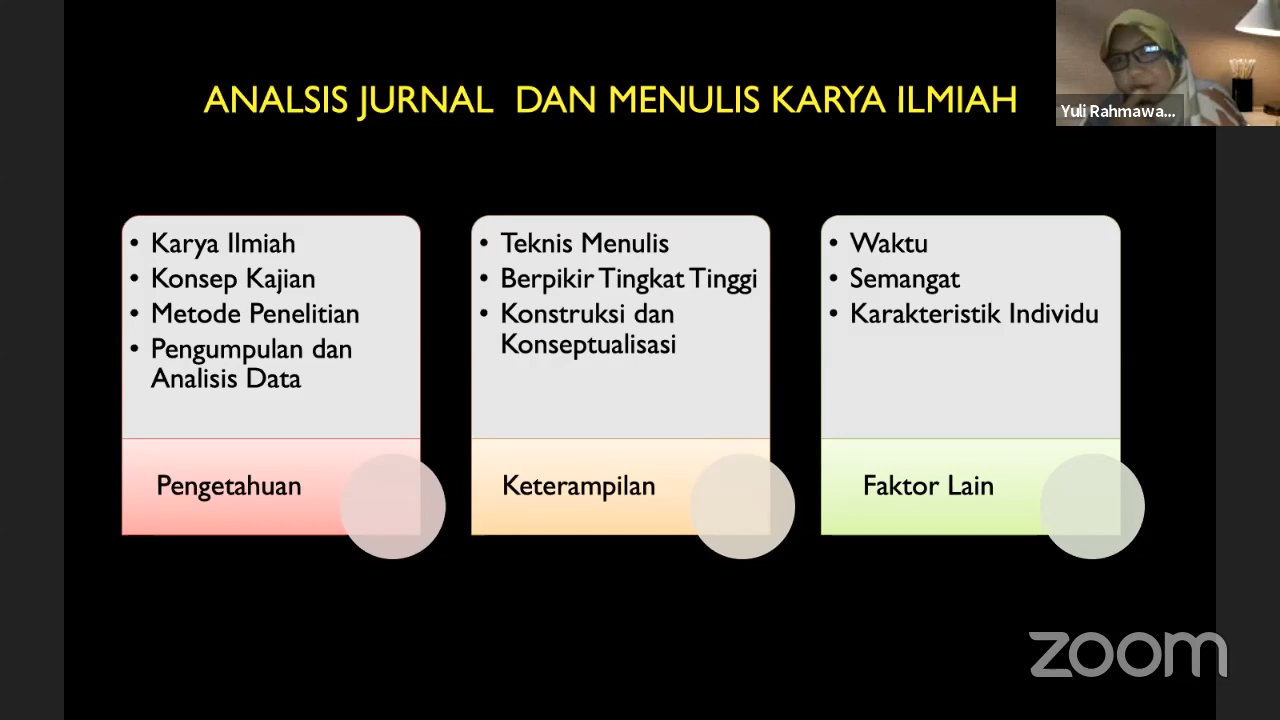 ANALSIS JURNAL DAN MENULIS KARYA ILMIAH
Yuli Rahmawa...
• Karya Ilmiah
• Konsep Kajian
• Metode Penelitian
• Pengumpulan dan
Analisis Data
Pengetahuan
• Teknis Menulis
• Berpikir Tingkat Tinggi
• Konstruksi dan
Konseptualisasi
Keterampilan
• Waktu
• Semangat
• Karakteristik Individu
Faktor Lain
zoom